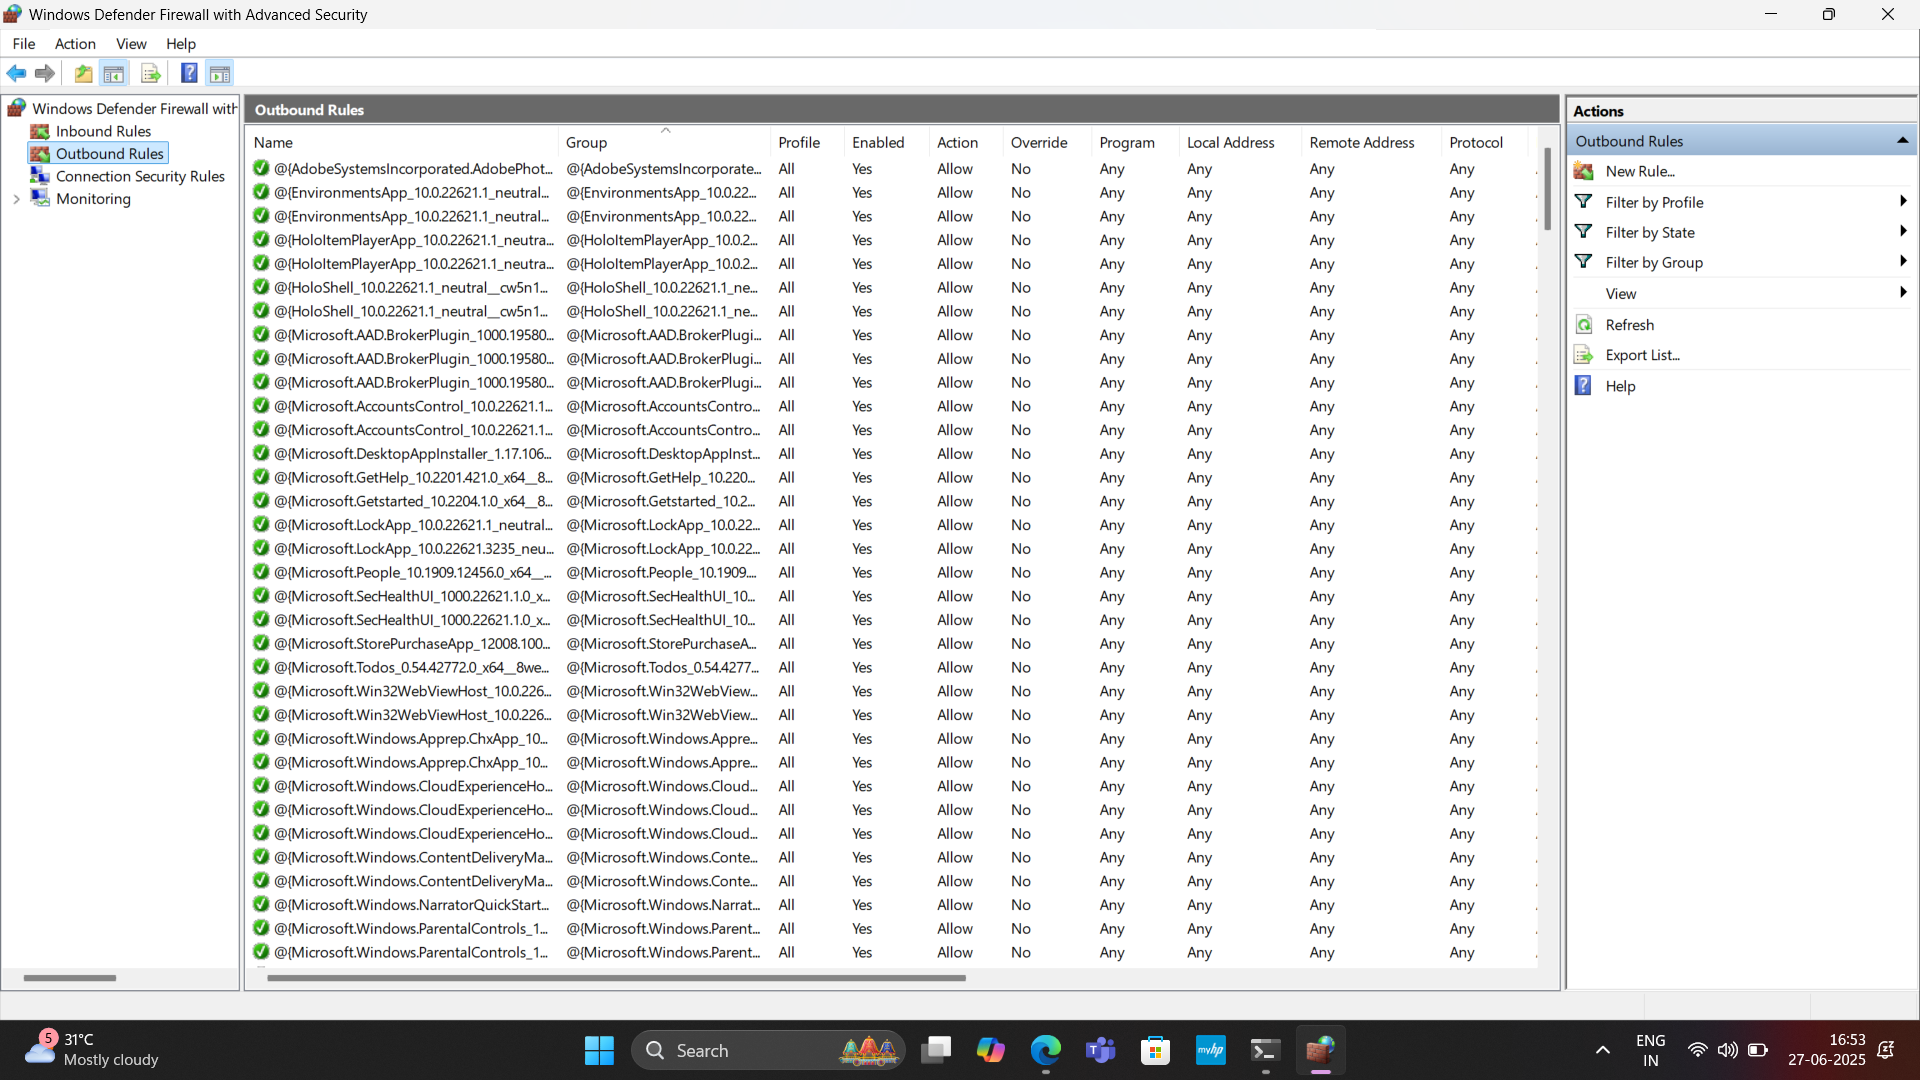 Windows Defender Firewall with Advanced Security
File Action View Help
Windows Defender Firewall with
Inbound Rules
Outbound Rules
Connection Security Rules
Monitoring
Outbound Rules
Name Group Profile Enabled Action Override Program Local Address Remote Address Protocol
@{AdobeSystemsIncorporated.AdobePhot... @{AdobeSystemsIncorporate... All Yes Allow No Any Any Any Any
@{EnvironmentsApp_10.0.22621.1_neutral... @{EnvironmentsApp_10.0.22... All Yes Allow No Any Any Any Any
@{EnvironmentsApp_10.0.22621.1_neutral... @{EnvironmentsApp_10.0.22... All Yes Allow No Any Any Any Any
@{HoloItemPlayerApp_10.0.22621.1_neutra... @{HoloItemPlayerApp_10.0.2... All Yes Allow No Any Any Any Any
@{HoloItemPlayerApp_10.0.22621.1_neutra... @{HoloItemPlayerApp_10.0.2... All Yes Allow No Any Any Any Any
@{HoloShell_10.0.22621.1_neutral__cw5n1... @{HoloShell_10.0.22621.1_ne... All Yes Allow No Any Any Any Any
@{HoloShell_10.0.22621.1_neutral__cw5n1... @{HoloShell_10.0.22621.1_ne... All Yes Allow No Any Any Any Any
@{Microsoft.AAD.BrokerPlugin_1000.19580... @{Microsoft.AAD.BrokerPlugi... All Yes Allow No Any Any Any Any
@{Microsoft.AAD.BrokerPlugin_1000.19580... @{Microsoft.AAD.BrokerPlugi... All Yes Allow No Any Any Any Any
@{Microsoft.AAD.BrokerPlugin_1000.19580... @{Microsoft.AAD.BrokerPlugi... All Yes Allow No Any Any Any Any
@{Microsoft.AccountsControl_10.0.22621.1... @{Microsoft.AccountsContro... All Yes Allow No Any Any Any Any
@{Microsoft.AccountsControl_10.0.22621.1... @{Microsoft.AccountsContro... All Yes Allow No Any Any Any Any
@{Microsoft.DesktopAppInstaller_1.17.106... @{Microsoft.DesktopAppInst... All Yes Allow No Any Any Any Any
@{Microsoft.GetHelp_10.2201.421.0_x64__8... @{Microsoft.GetHelp_10.220... All Yes Allow No Any Any Any Any
@{Microsoft.Getstarted_10.2204.1.0_x64__8... @{Microsoft.Getstarted_10.2... All Yes Allow No Any Any Any Any
@{Microsoft.LockApp_10.0.22621.1_neutral... @{Microsoft.LockApp_10.0.22... All Yes Allow No Any Any Any Any
@{Microsoft.LockApp_10.0.22621.3235_neu... @{Microsoft.LockApp_10.0.22... All Yes Allow No Any Any Any Any
@{Microsoft.People_10.1909.12456.0_x64__... @{Microsoft.People_10.1909.... All Yes Allow No Any Any Any Any
@{Microsoft.SecHealthUI_1000.22621.1.0_x... @{Microsoft.SecHealthUI_10... All Yes Allow No Any Any Any Any
@{Microsoft.SecHealthUI_1000.22621.1.0_x... @{Microsoft.SecHealthUI_10... All Yes Allow No Any Any Any Any
@{Microsoft.StorePurchaseApp_12008.100... @{Microsoft.StorePurchaseA... All Yes Allow No Any Any Any Any
@{Microsoft.Todos_0.54.42772.0_x64__8we... @{Microsoft.Todos_0.54.4277... All Yes Allow No Any Any Any Any
@{Microsoft.Win32WebViewHost_10.0.226... @{Microsoft.Win32WebView... All Yes Allow No Any Any Any Any
@{Microsoft.Win32WebViewHost_10.0.226... @{Microsoft.Win32WebView... All Yes Allow No Any Any Any Any
@{Microsoft.Windows.Apprep.ChxApp_10... @{Microsoft.Windows.Appre... All Yes Allow No Any Any Any Any
@{Microsoft.Windows.Apprep.ChxApp_10... @{Microsoft.Windows.Appre... All Yes Allow No Any Any Any Any
@{Microsoft.Windows.CloudExperienceHo... @{Microsoft.Windows.Cloud... All Yes Allow No Any Any Any Any
@{Microsoft.Windows.CloudExperienceHo... @{Microsoft.Windows.Cloud... All Yes Allow No Any Any Any Any
@{Microsoft.Windows.CloudExperienceHo... @{Microsoft.Windows.Cloud... All Yes Allow No Any Any Any Any
@{Microsoft.Windows.ContentDeliveryMa... @{Microsoft.Windows.Conte... All Yes Allow No Any Any Any Any
@{Microsoft.Windows.ContentDeliveryMa... @{Microsoft.Windows.Conte... All Yes Allow No Any Any Any Any
@{Microsoft.Windows.NarratorQuickStart... @{Microsoft.Windows.Narrat... All Yes Allow No Any Any Any Any
@{Microsoft.Windows.ParentalControls_1... @{Microsoft.Windows.Parent... All Yes Allow No Any Any Any Any
@{Microsoft.Windows.ParentalControls_1... @{Microsoft.Windows.Parent... All Yes Allow No Any Any Any Any
Actions
Outbound Rules
New Rule...
Filter by Profile
Filter by State
Filter by Group
View
Refresh
Export List...
Help
5
31°C
Mostly cloudy
Search
myhp
ENG
IN
16:53
27-06-2025